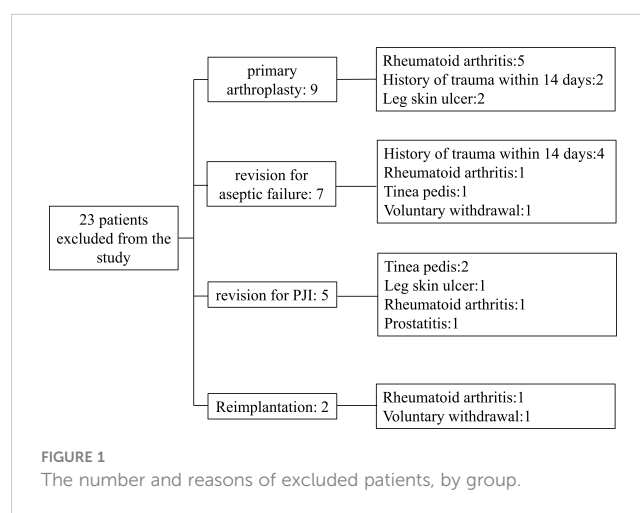 23 patients
excluded from the
study
primary
arthroplasty: 9
Rheumatoid arthritis:5
History of trauma within 14 days:2
Leg skin ulcer:2
revision for
aseptic failure: 7
History of trauma within 14 days:4
Rheumatoid arthritis:1
Tinea pedis:1
Voluntary withdrawal:1
revision for PJI: 5
Tinea pedis:2
Leg skin ulcer:1
Rheumatoid arthritis:1
Prostatitis:1
Reimplantation: 2
Rheumatoid arthritis:1
Voluntary withdrawal:1
FIGURE 1
The number and reasons of excluded patients, by group.